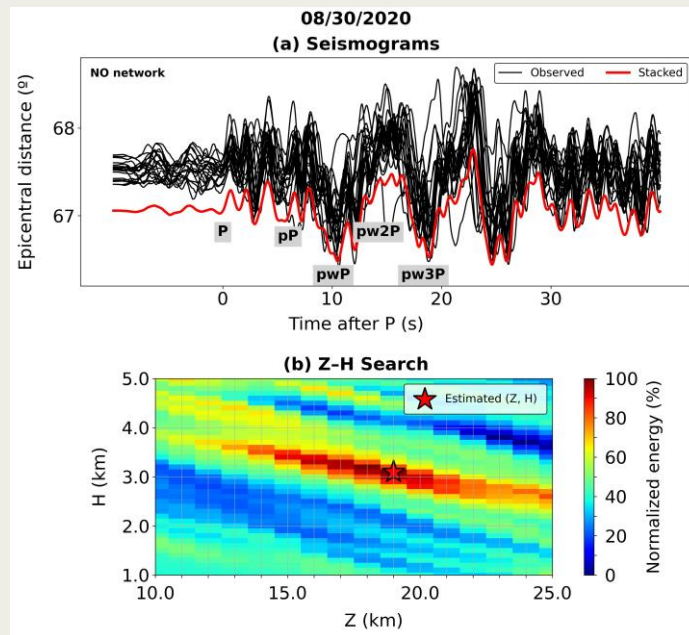 08/30/2020
(a) Seismograms
NO network
Observed
Stacked
Epicentral distance (º)
68
67
P
pP
pwP
pw2P
pw3P
0
10
20
30
Time after P (s)
(b) Z–H Search
Estimated (Z, H)
H (km)
5.0
4.0
3.0
2.0
1.0
10.0
15.0
20.0
25.0
Z (km)
100
80
60
40
20
0
Normalized energy (%)